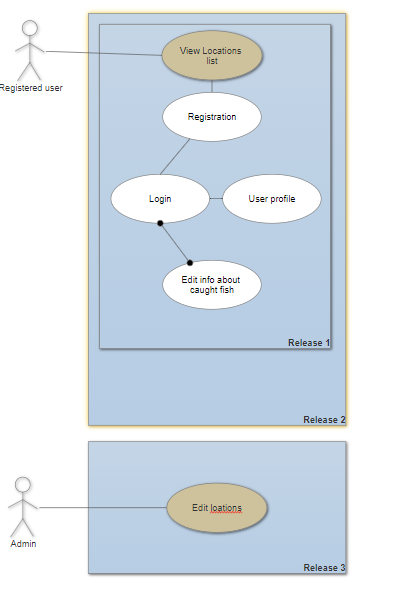 View Locations
list
Registered user
Registration
Login
User profile
Edit info about
caught fish
Release 1
Release 2
Edit loations
Admin
Release 3